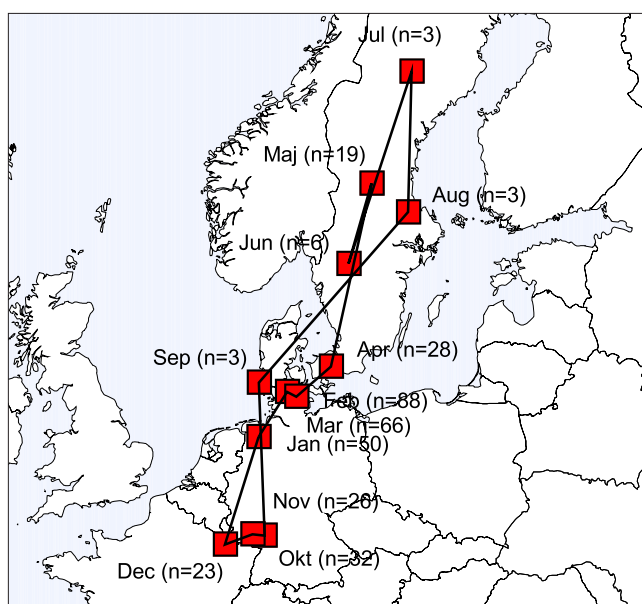 Jul (n=3)
Maj (n=19)
Aug (n=3)
Jun (n=6)
Sep (n=3)
Apr (n=28)
Feb (n=88)
Mar (n=66)
Jan (n=50)
Nov (n=26)
Dec (n=23)
Okt (n=32)